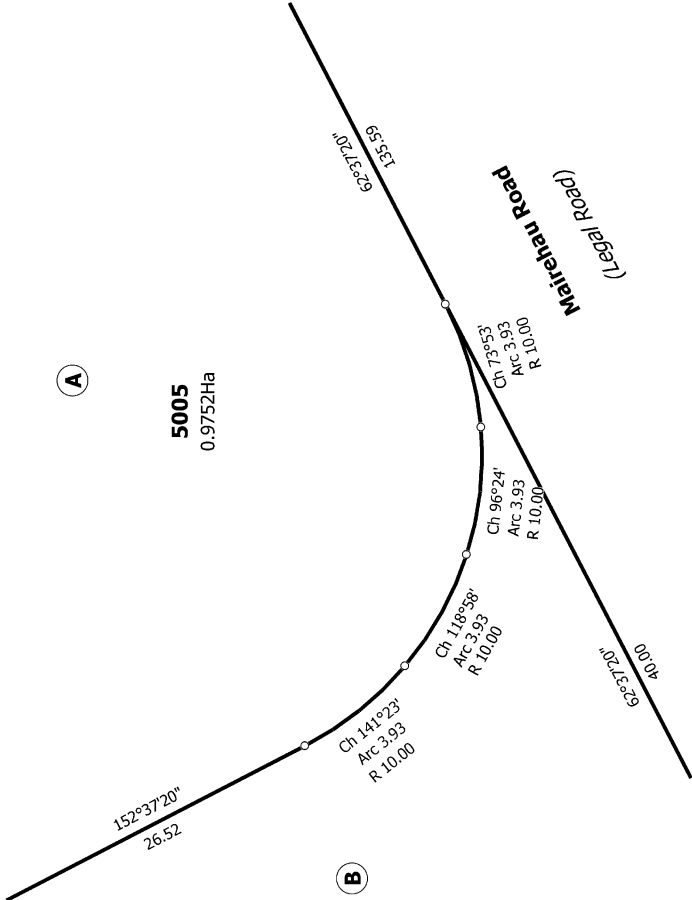 135.59
62°37'20"
Mairehau Road
(Legal Road)
Ch 73°53'
Arc 3.93
R 10.00
A
5005
0.9752Ha
Ch 96°24'
Arc 3.93
R 10.00
Ch 118°58'
Arc 3.93
R 10.00
62°37'20"
40.00
Ch 141°23'
Arc 3.93
R 10.00
152°37'20"
26.52
B